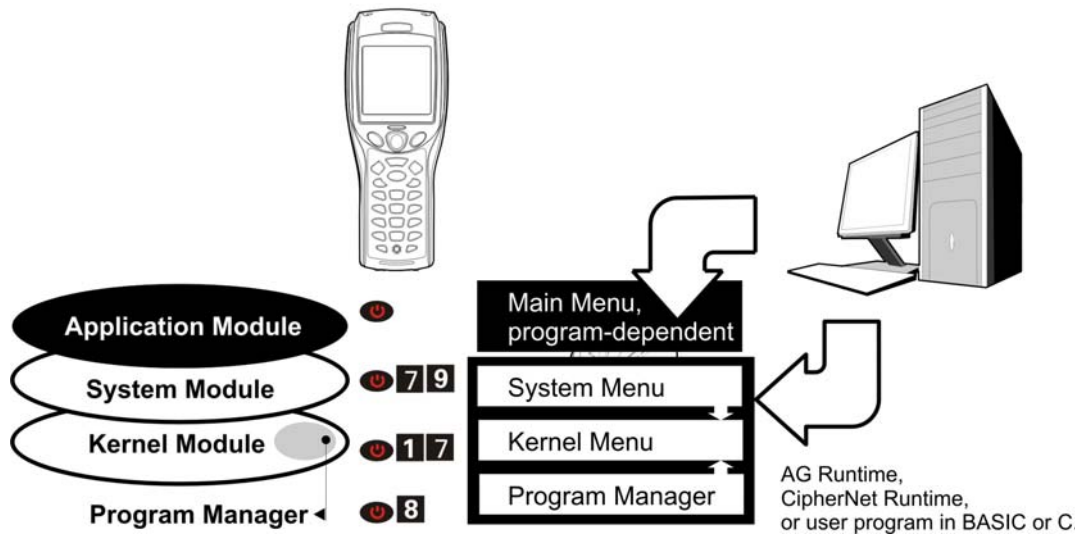 Application Module
System Module
7 9
Kernel Module
1 7
Program Manager
8
Main Menu,
program-dependent
System Menu
Kernel Menu
Program Manager
AG Runtime,
CipherNet Runtime,
or user program in BASIC or C.